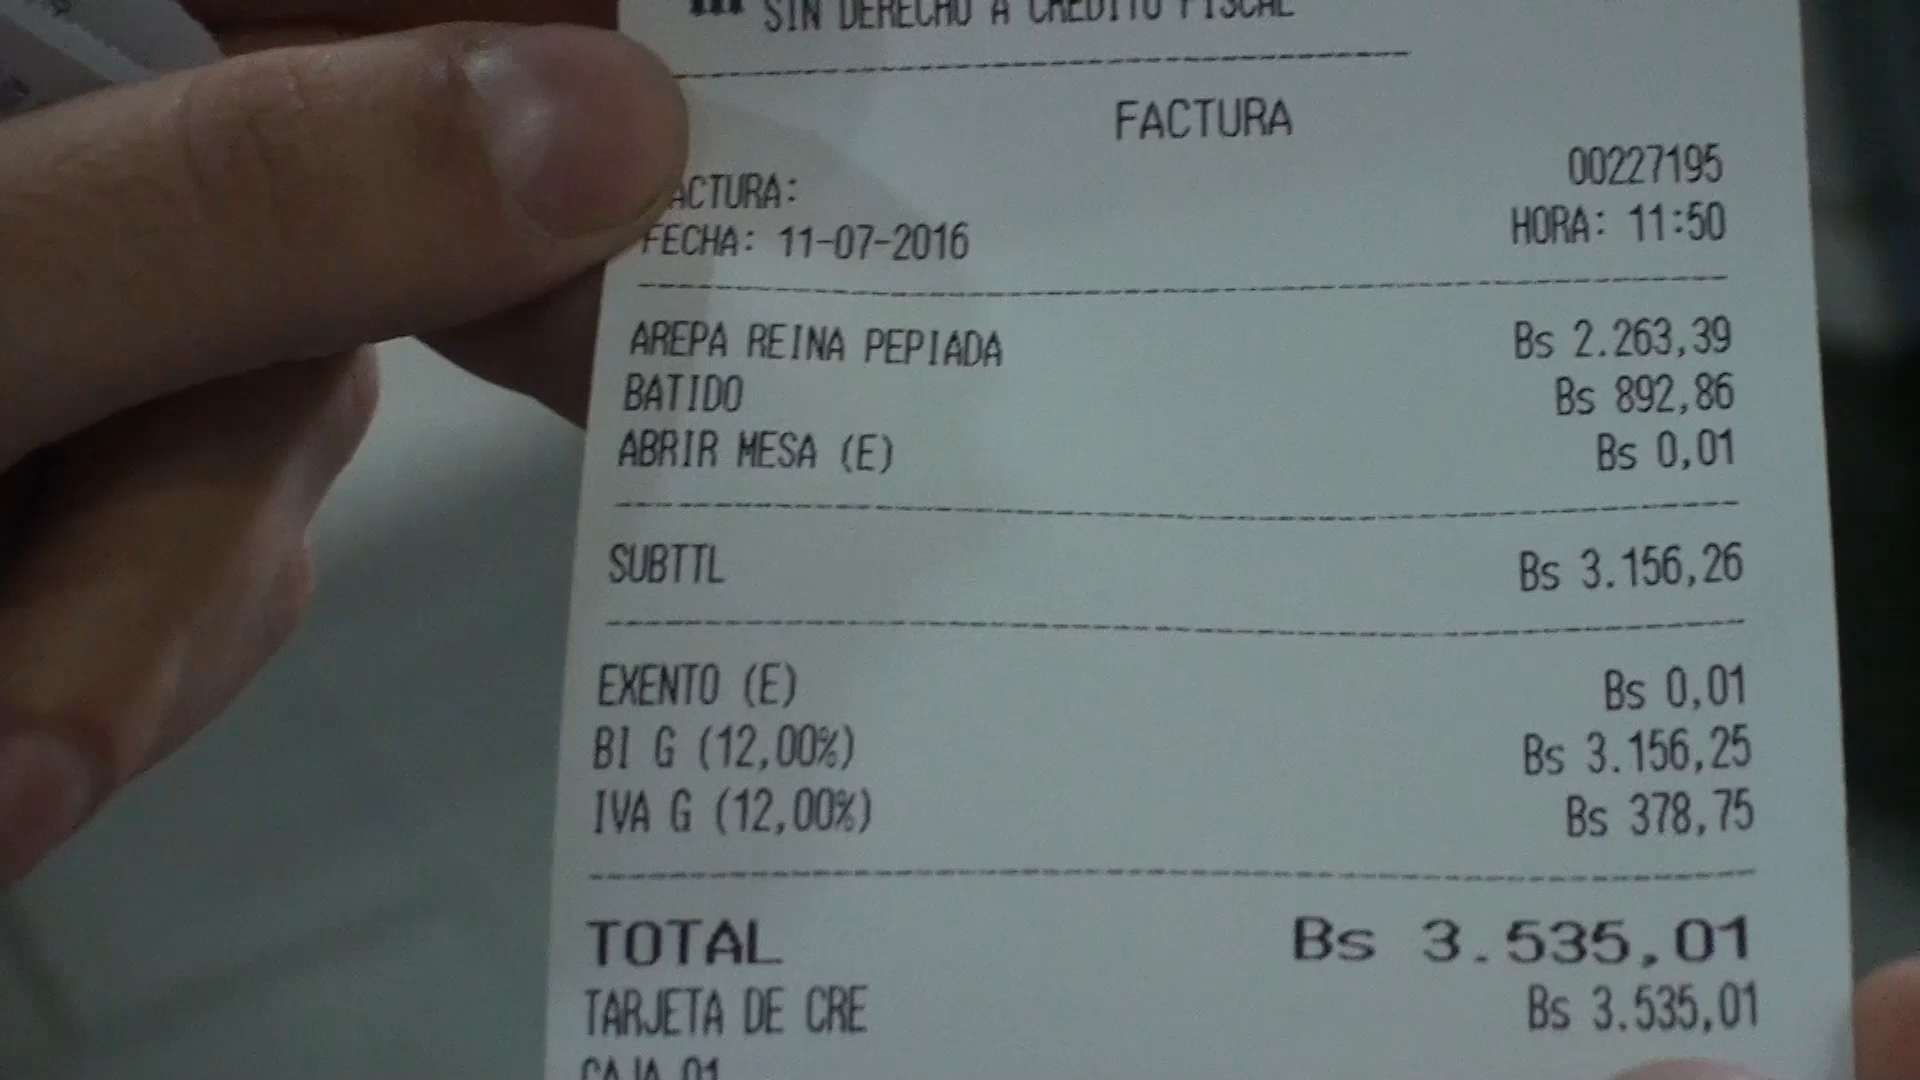 SIN DERECHO A CREDITO FISCAL
FACTURA
ACTURA: 00227195
FECHA: 11-07-2016 HORA: 11:50
AREPA REINA PEPIADA Bs 2.263,39
BATIDO Bs 892,86
ABRIR MESA (E) Bs 0,01
SUBTTL Bs 3.156,26
EXENTO (E) Bs 0,01
BI G (12,00%) Bs 3.156,25
IVA G (12,00%) Bs 378,75
TOTAL Bs 3.535,01
TARJETA DE CRE Bs 3.535,01
CAJA 01